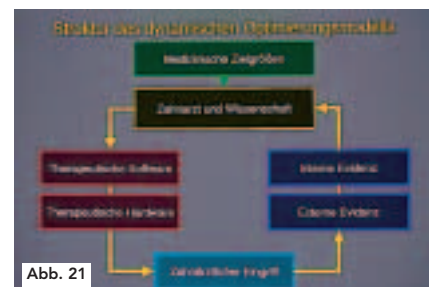 Struktur des dynamischen Optimierungsmodells
Medizinische Zielgrößen
Zahnarzt und Wissenschaft
Therapeutische Software
Interne Evidenz
Therapeutische Hardware
Externe Evidenz
Zahnärztlicher Eingriff
Abb. 21